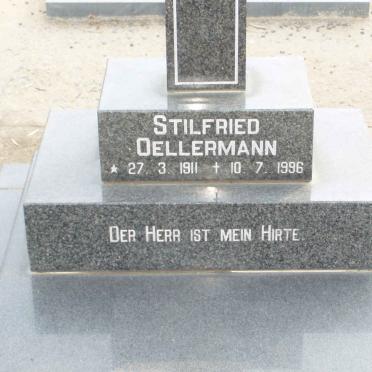 STILFRIED
OELLERMANN
* 27 3 1911 † 10 7 1996
DER HERR IST MEIN HIRTE